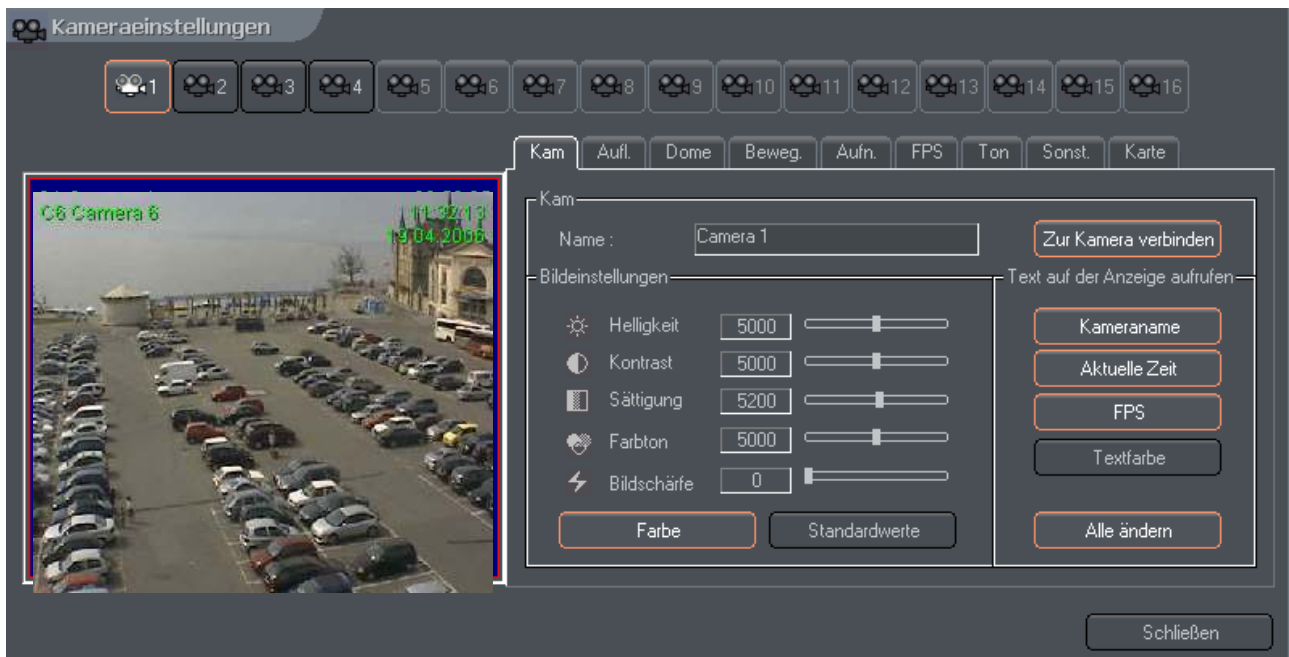 Kameraeinstellungen
1 2 3 4 5 6 7 8 9 10 11 12 13 14 15 16
Kam Aufl. Dome Beweg. Aufn. FPS Ton Sonst. Karte
C6 Camera 6
11:32:13
19.04.2006
Kam
Name : Camera 1
Zur Kamera verbinden
Bildeinstellungen
Helligkeit 5000
Kontrast 5000
Sättigung 5200
Farbton 5000
Bildschärfe 0
Farbe Standardwerte
Text auf der Anzeige aufrufen
Kameraname
Aktuelle Zeit
FPS
Textfarbe
Alle ändern
Schließen